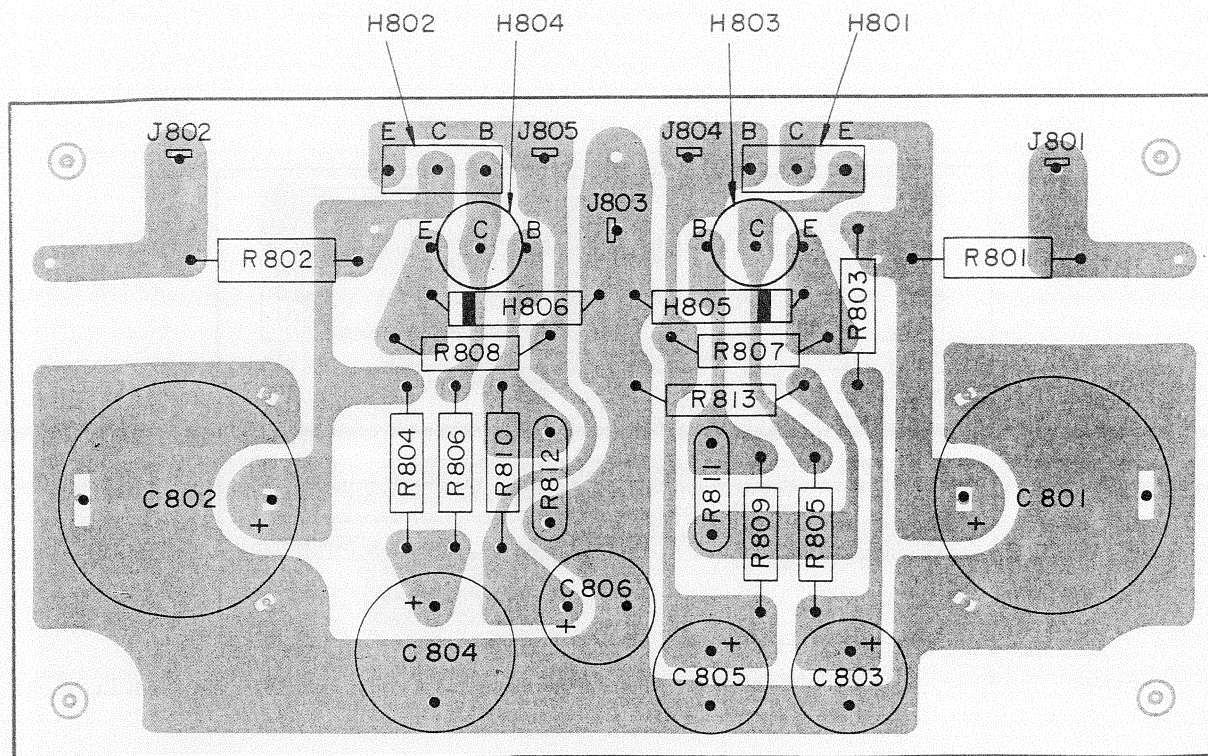 H802 H804 H803 H801
J802 E C B J805 J804 B C E J801
J803
E C B B C E
R802 R801
H806 H805 R803
R808 R807
R813
R804 R806 R810 R812 R811 R809 R805
C802 + + C801
C806
+ +
C804 C805 + C803 +